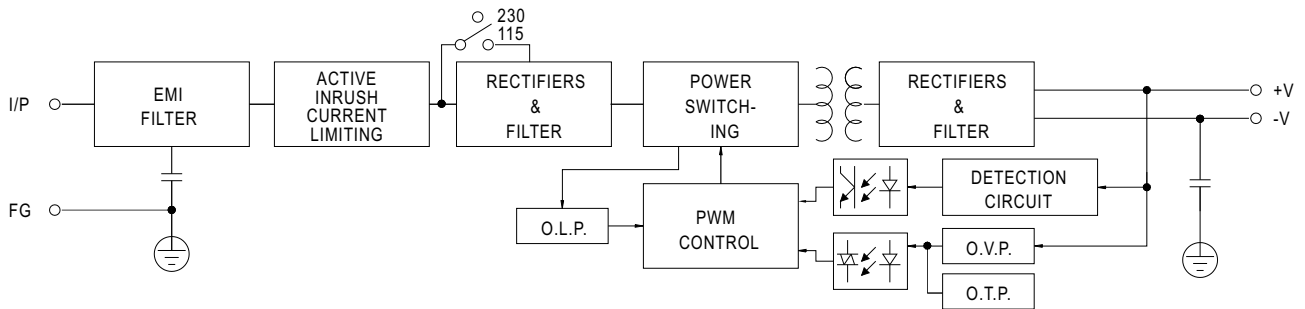 230
115
I/P
EMI
FILTER
ACTIVE
INRUSH
CURRENT
LIMITING
RECTIFIERS
&
FILTER
POWER
SWITCH-
ING
RECTIFIERS
&
FILTER
+V
-V
FG
O.L.P.
PWM
CONTROL
DETECTION
CIRCUIT
O.V.P.
O.T.P.